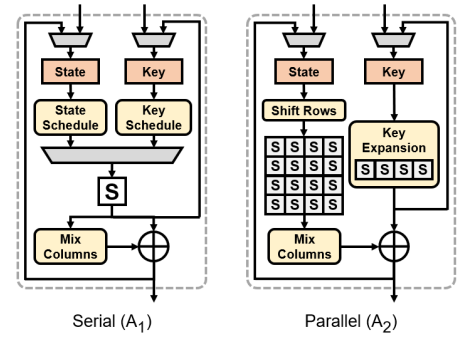 State
Key
State
Schedule
Key
Schedule
S
Mix
Columns
Serial (A1)
State
Key
Shift Rows
S S S S
S S S S
S S S S
S S S S
Key
Expansion
S S S S
Mix
Columns
Parallel (A2)